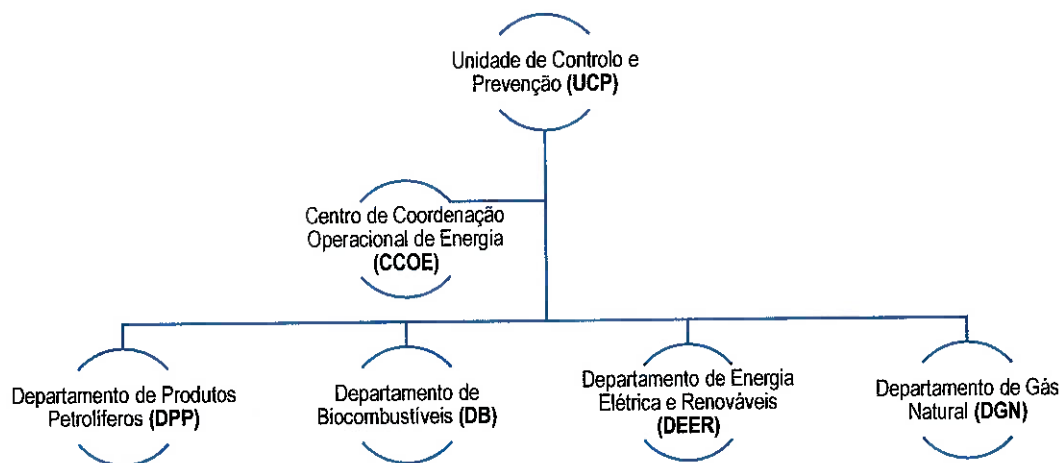 Unidade de Controlo e
Prevenção (UCP)
Centro de Coordenação
Operacional de Energia
(CCOE)
Departamento de Produtos
Petrolíferos (DPP)
Departamento de
Biocombustíveis (DB)
Departamento de Energia
Elétrica e Renováveis
(DEER)
Departamento de Gás
Natural (DGN)